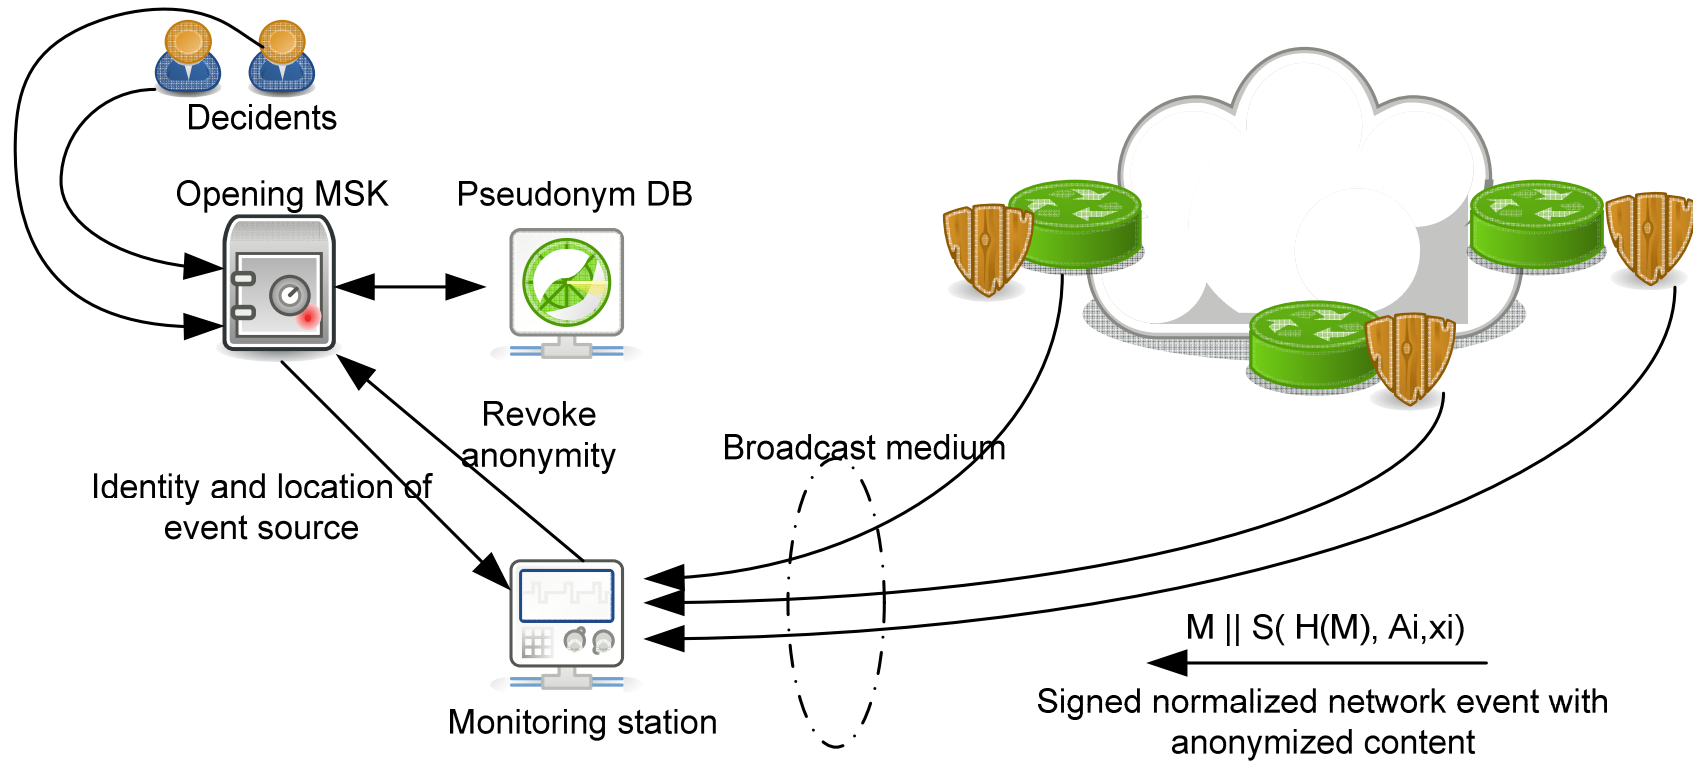 Decidents
Opening MSK
Pseudonym DB
Revoke
anonymity
Broadcast medium
Identity and location of
event source
M || S( H(M), Ai,xi)
Signed normalized network event with
anonymized content
Monitoring station